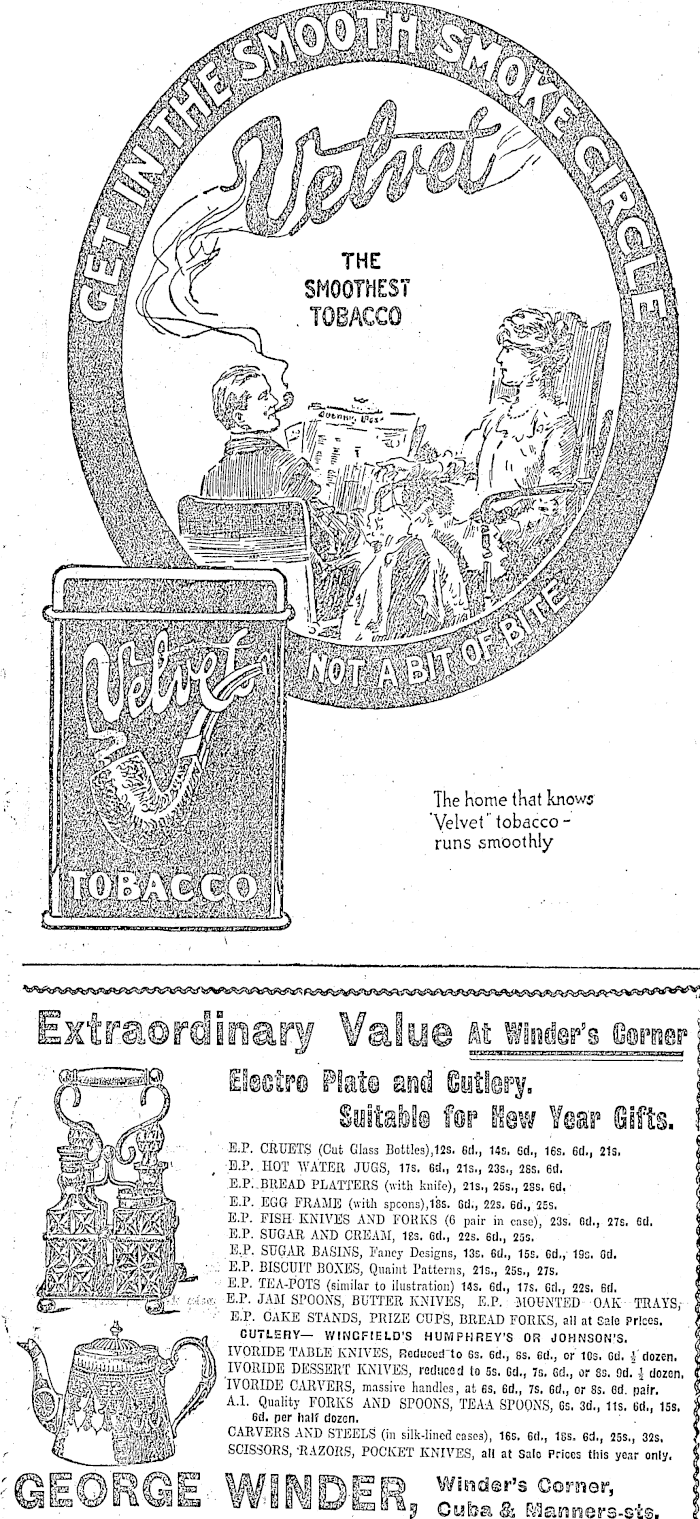 GET IN THE SMOOTH SMOKE CIRCLE
Velvet
THE
SMOOTHEST
TOBACCO
NOT A BIT OF BITE
Velvet
TOBACCO
The home that knows
"Velvet" tobacco -
runs smoothly
Extraordinary Value At Winder's Corner
Electro Plate and Cutlery.
Suitable for New Year Gifts.
E.P. CRUETS (Cut Glass Bottles),12s. 6d., 14s. 6d., 16s. 6d., 21s.
E.P. HOT WATER JUGS, 17s. 6d., 21s., 23s., 28s. 6d.
E.P. BREAD PLATTERS (with knife), 21s., 25s., 28s. 6d.
E.P. EGG FRAME (with spoons),18s. 6d., 22s. 6d., 25s.
E.P. FISH KNIVES AND FORKS (6 pair in case), 23s. 6d., 27s. 6d.
E.P. SUGAR AND CREAM, 18s. 6d., 22s. 6d., 25s.
E.P. SUGAR BASINS, Fancy Designs, 13s. 6d., 15s. 6d., 19s. 6d.
E.P. BISCUIT BOXES, Quaint Patterns, 21s., 25s., 27s.
E.P. TEA-POTS (similar to illustration) 14s. 6d., 17s. 6d., 22s. 6d.
E.P. JAM SPOONS, BUTTER KNIVES, E.P. MOUNTED OAK TRAYS,
E.P. CAKE STANDS, PRIZE CUPS, BREAD FORKS, all at Sale Prices.
CUTLERY— WINGFIELD'S HUMPHREY'S OR JOHNSON'S.
IVORIDE TABLE KNIVES, Reduced to 6s. 6d., 8s. 6d., or 10s. 6d. ½ dozen.
IVORIDE DESSERT KNIVES, reduced to 5s. 6d., 7s. 6d., or 8s. 9d. ½ dozen.
IVORIDE CARVERS, massive handles, at 6s. 6d., 7s. 6d., or 8s. 6d. pair.
A.1. Quality FORKS AND SPOONS, TEAA SPOONS, 6s. 3d., 11s. 6d., 15s.
6d. per half dozen.
CARVERS AND STEELS (in silk-lined cases), 16s. 6d., 18s. 6d., 25s., 32s.
SCISSORS, RAZORS, POCKET KNIVES, all at Sale Prices this year only.
GEORGE WINDER, Winder's Corner,
Cuba & Manners-sts.